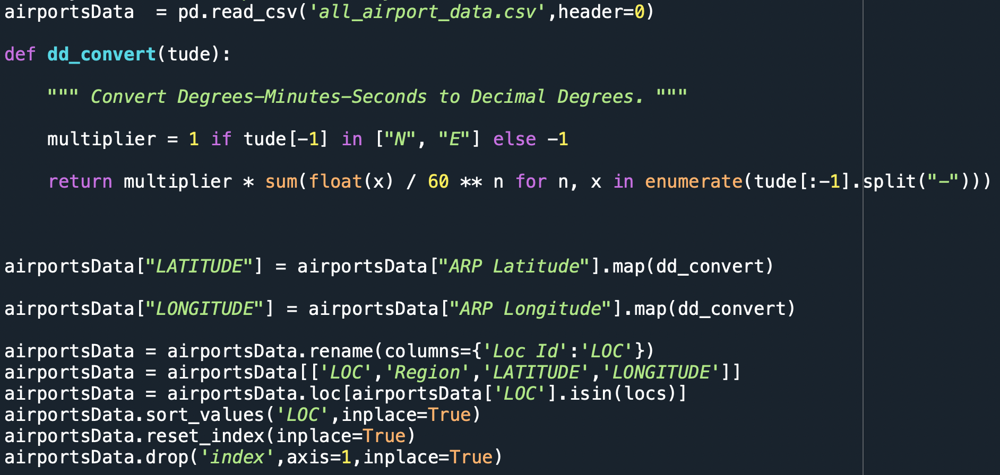 airportsData  = pd.read_csv('all_airport_data.csv',header=0)
def dd_convert(tude):
    """ Convert Degrees-Minutes-Seconds to Decimal Degrees. """
    multiplier = 1 if tude[-1] in ["N", "E"] else -1
    return multiplier * sum(float(x) / 60 ** n for n, x in enumerate(tude[:-1].split("-")))
airportsData["LATITUDE"] = airportsData["ARP Latitude"].map(dd_convert)
airportsData["LONGITUDE"] = airportsData["ARP Longitude"].map(dd_convert)
airportsData = airportsData.rename(columns={'Loc Id':'LOC'})
airportsData = airportsData[['LOC','Region','LATITUDE','LONGITUDE']]
airportsData = airportsData.loc[airportsData['LOC'].isin(locs)]
airportsData.sort_values('LOC',inplace=True)
airportsData.reset_index(inplace=True)
airportsData.drop('index',axis=1,inplace=True)